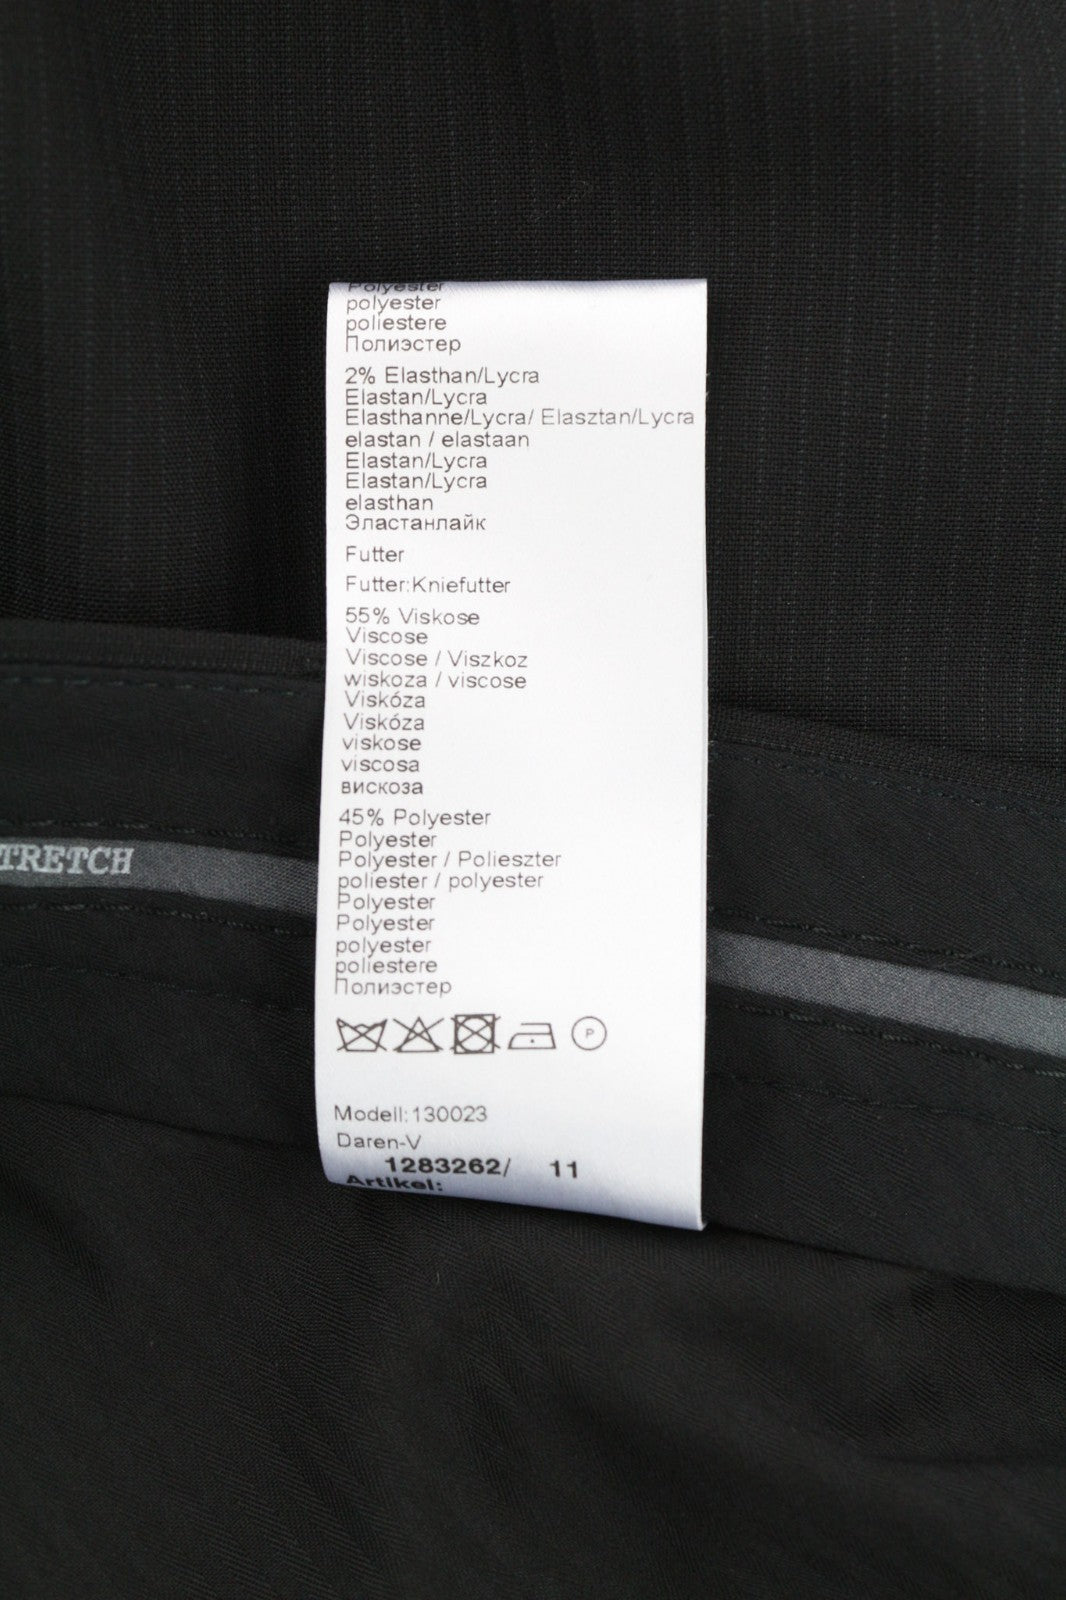 Polyester
polyester
poliestere
Полиэстер
2% Elasthan/Lycra
Elastan/Lycra
Elasthanne/Lycra/ Elasztan/Lycra
elastan / elastaan
Elastan/Lycra
Elastan/Lycra
elasthan
Эластанлайк
Futter
Futter:Kniefutter
55% Viskose
Viscose
Viscose / Viszkoz
wiskoza / viscose
Viskóza
Viskóza
viskose
viscosa
вискоза
45% Polyester
Polyester
Polyester / Polieszter
poliester / polyester
Polyester
Polyester
polyester
poliestere
Полиэстер
P
Modell:130023
Daren-V
1283262/ 11
Artikel:
TRETCH